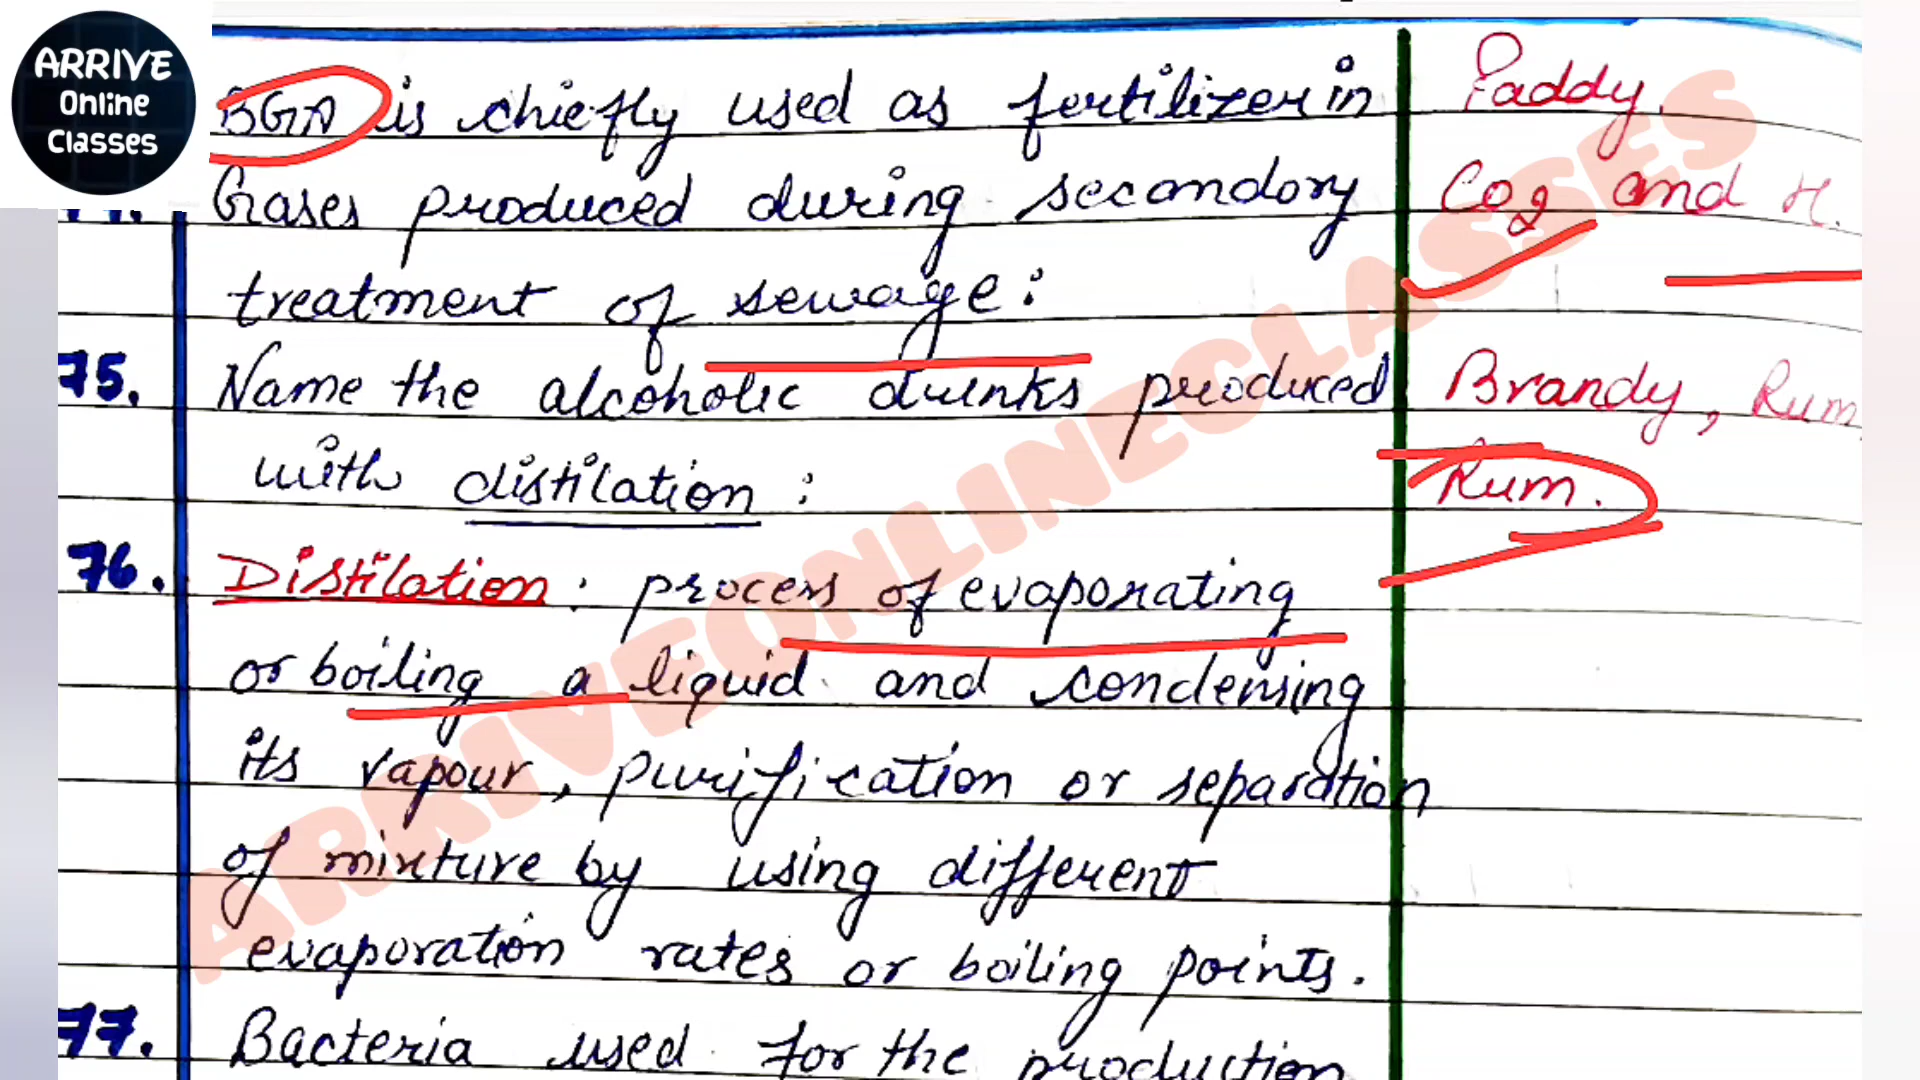 ARRIVE
Online
Classes
BGA is chiefly used as fertilizer in Paddy.
74. Gases produced during secondary CO2 and H.
treatment of sewage:
75. Name the alcoholic drinks produced Brandy, Rum,
with distilation: Rum.
76. Distilation: process of evaporating
or boiling a liquid and condensing
its vapour, purification or separation
of mixture by using different
evaporation rates or boiling points.
77. Bacteria used for the production
ARRIVEONLINECLASSES